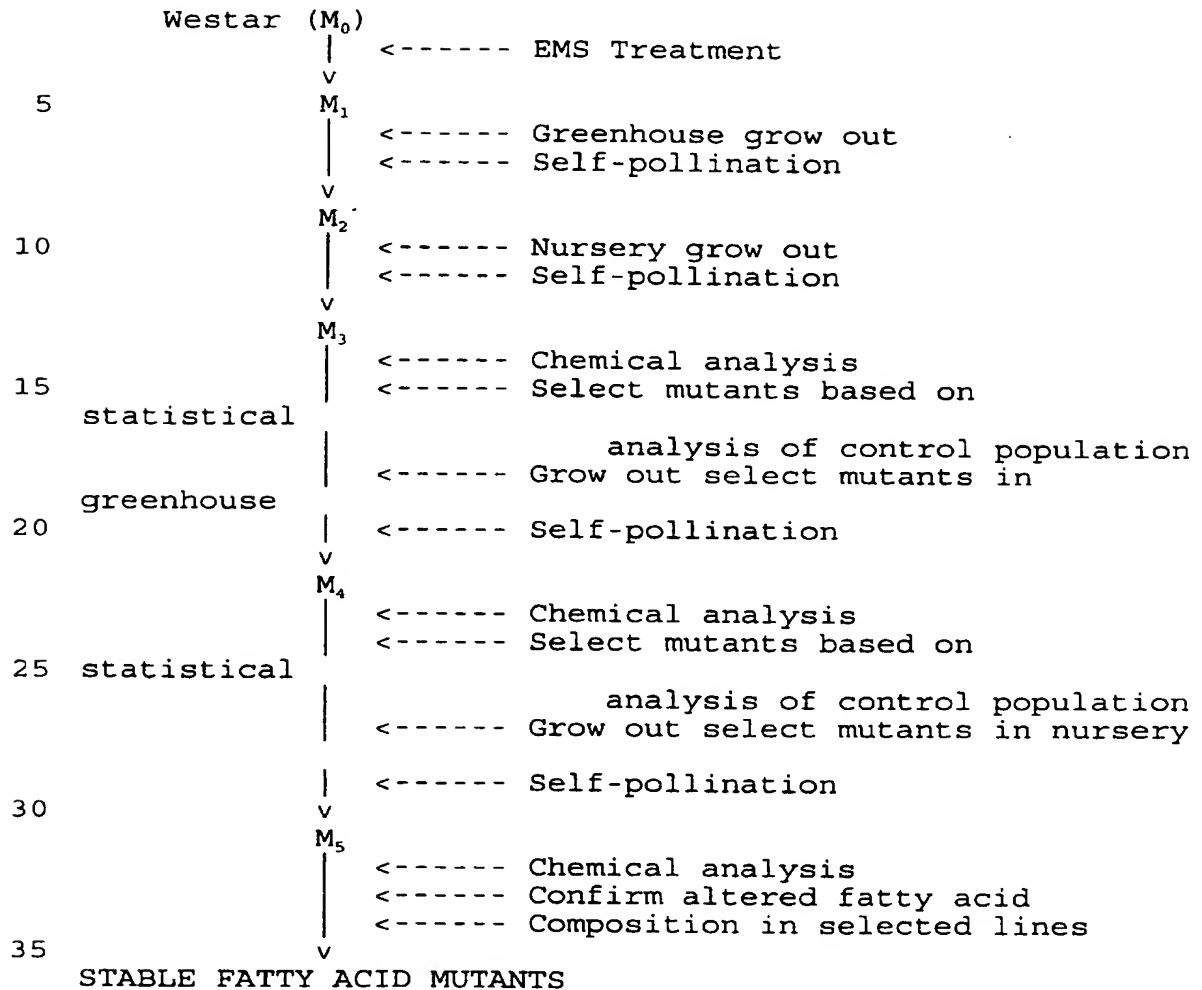 Westar (M₀)
<------ EMS Treatment
5 M₁
<------ Greenhouse grow out
<------ Self-pollination
M₂
10 <------ Nursery grow out
<------ Self-pollination
M₃
<------ Chemical analysis
15 <------ Select mutants based on
statistical
analysis of control population
<------ Grow out select mutants in
greenhouse
20 <------ Self-pollination
M₄
<------ Chemical analysis
<------ Select mutants based on
25 statistical
analysis of control population
<------ Grow out select mutants in nursery
<------ Self-pollination
30
M₅
<------ Chemical analysis
<------ Confirm altered fatty acid
<------ Composition in selected lines
35
STABLE FATTY ACID MUTANTS